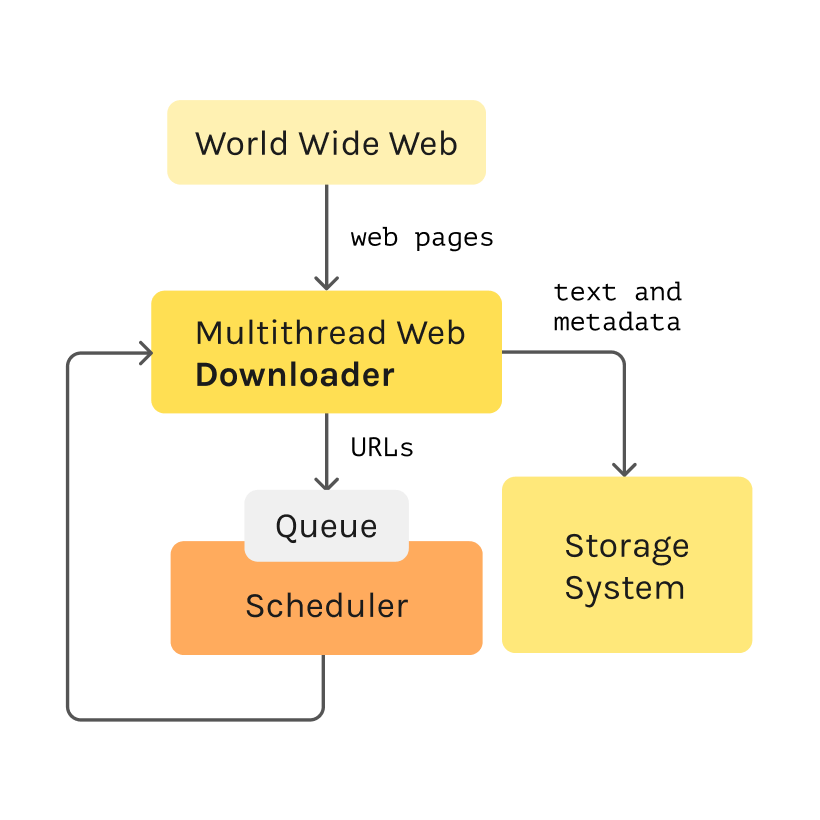 World Wide Web
web pages
text and
metadata
Multithread Web
Downloader
URLs
Queue
Scheduler
Storage
System